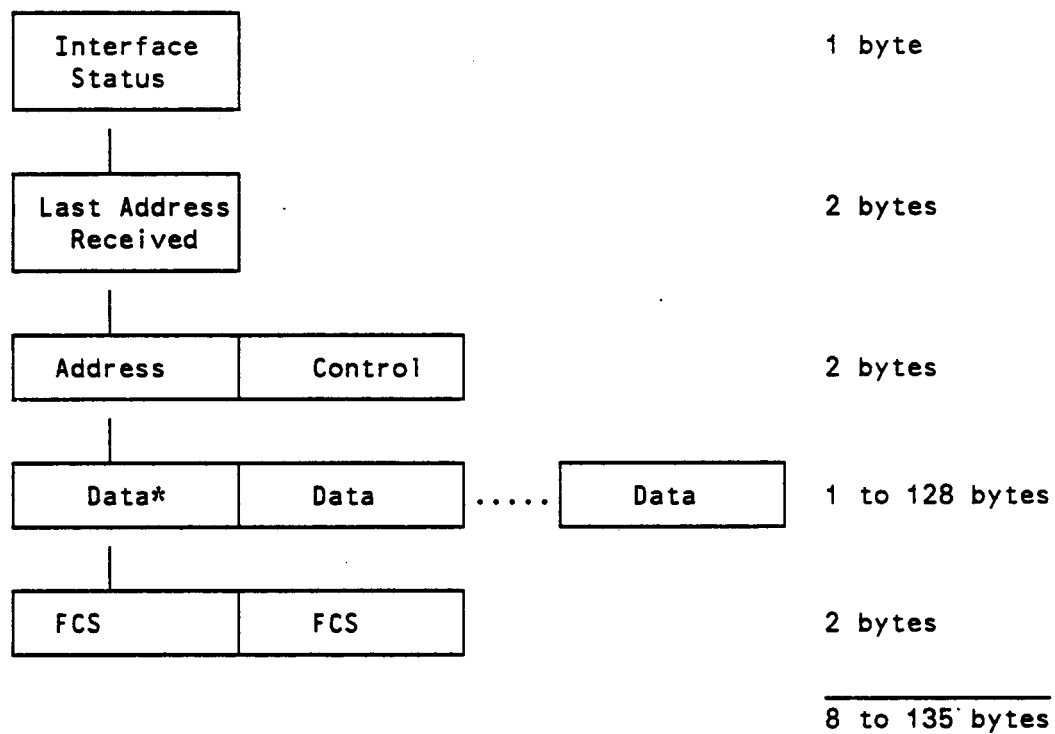 Interface
Status
1 byte
Last Address
Received
2 bytes
Address Control 2 bytes
Data* Data ..... Data 1 to 128 bytes
FCS FCS 2 bytes
8 to 135 bytes